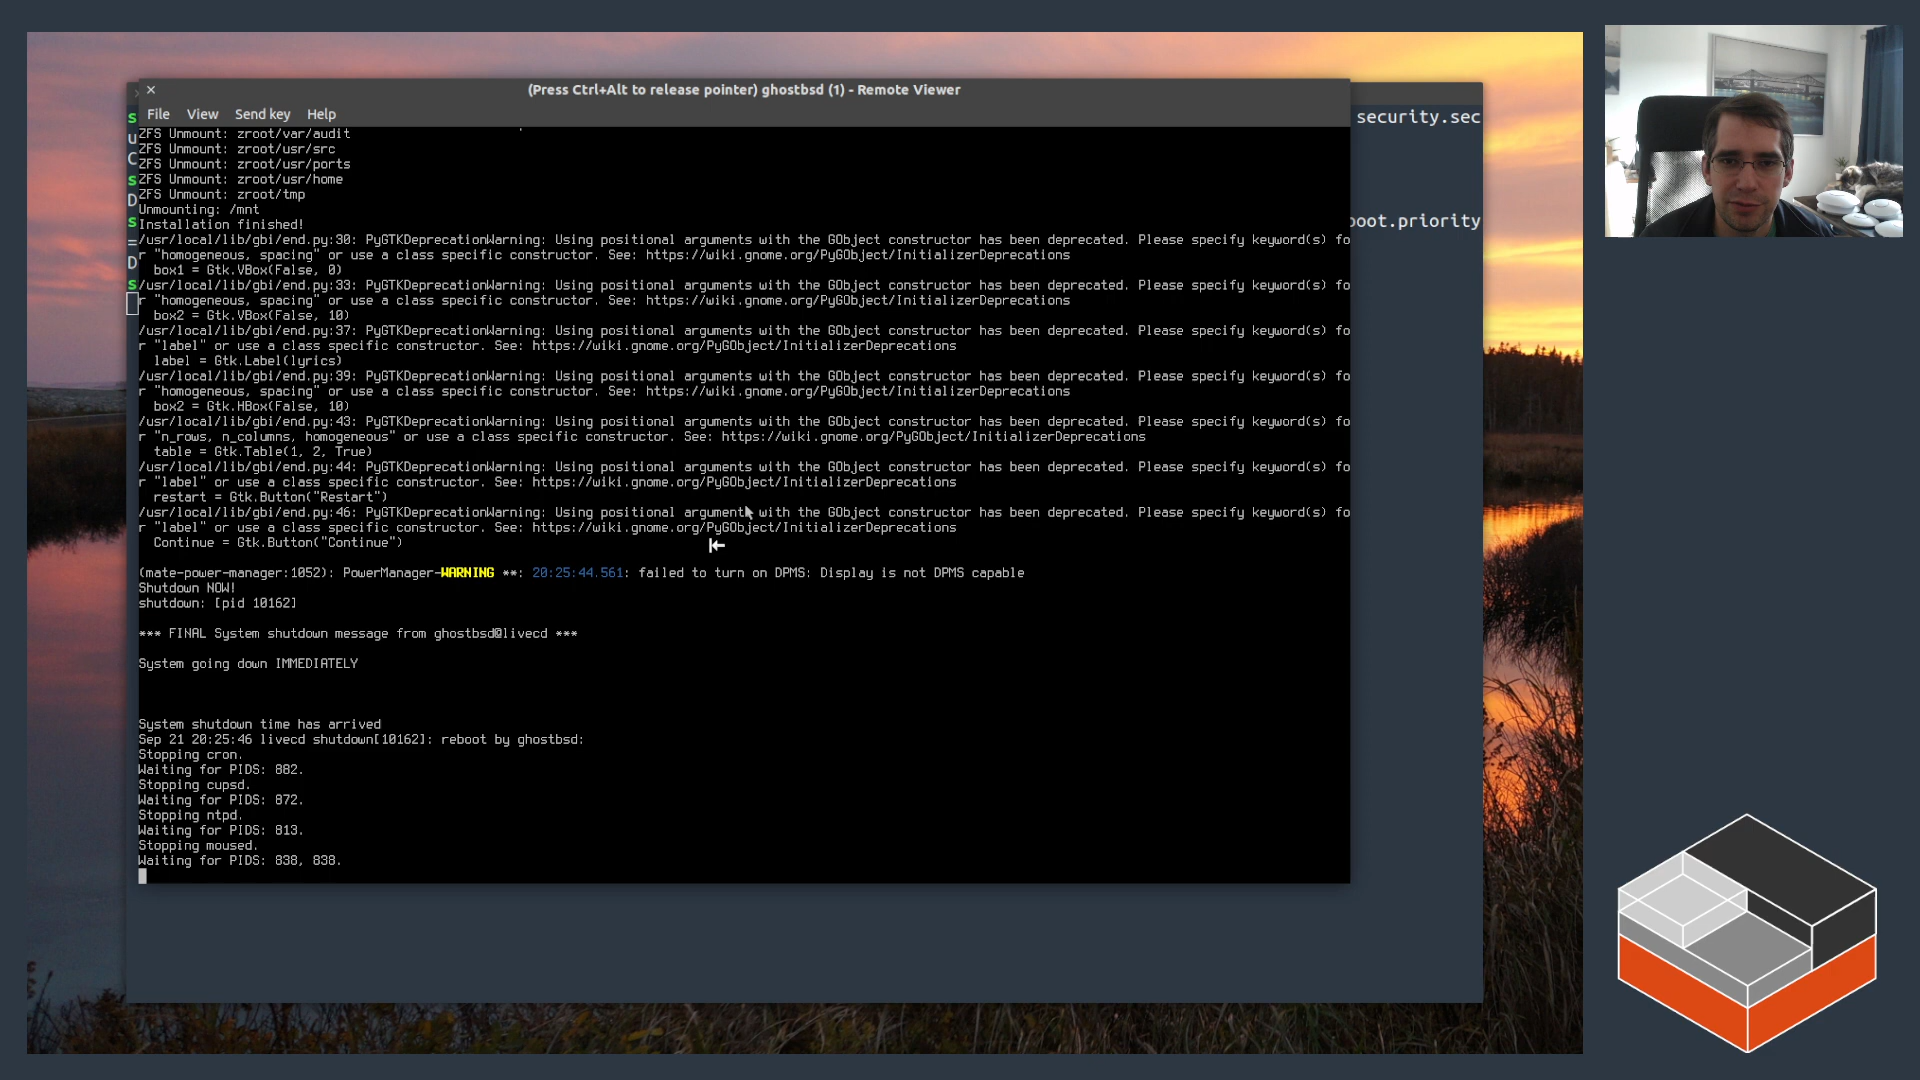 (Press Ctrl+Alt to release pointer) ghostbsd (1) - Remote Viewer
File View Send key Help
ZFS Unmount: zroot/var/audit
ZFS Unmount: zroot/usr/src
ZFS Unmount: zroot/usr/ports
ZFS Unmount: zroot/usr/home
ZFS Unmount: zroot/tmp
Unmounting: /mnt
Installation finished!
/usr/local/lib/gbi/end.py:30: PyGTKDeprecationWarning: Using positional arguments with the GObject constructor has been deprecated. Please specify keyword(s) fo
r "homogeneous, spacing" or use a class specific constructor. See: https://wiki.gnome.org/PyGObject/InitializerDeprecations
box1 = Gtk.VBox(False, 0)
/usr/local/lib/gbi/end.py:33: PyGTKDeprecationWarning: Using positional arguments with the GObject constructor has been deprecated. Please specify keyword(s) fo
r "homogeneous, spacing" or use a class specific constructor. See: https://wiki.gnome.org/PyGObject/InitializerDeprecations
box2 = Gtk.VBox(False, 10)
/usr/local/lib/gbi/end.py:37: PyGTKDeprecationWarning: Using positional arguments with the GObject constructor has been deprecated. Please specify keyword(s) fo
r "label" or use a class specific constructor. See: https://wiki.gnome.org/PyGObject/InitializerDeprecations
label = Gtk.Label(lyrics)
/usr/local/lib/gbi/end.py:39: PyGTKDeprecationWarning: Using positional arguments with the GObject constructor has been deprecated. Please specify keyword(s) fo
r "homogeneous, spacing" or use a class specific constructor. See: https://wiki.gnome.org/PyGObject/InitializerDeprecations
box2 = Gtk.HBox(False, 10)
/usr/local/lib/gbi/end.py:43: PyGTKDeprecationWarning: Using positional arguments with the GObject constructor has been deprecated. Please specify keyword(s) fo
r "n_rows, n_columns, homogeneous" or use a class specific constructor. See: https://wiki.gnome.org/PyGObject/InitializerDeprecations
table = Gtk.Table(1, 2, True)
/usr/local/lib/gbi/end.py:44: PyGTKDeprecationWarning: Using positional arguments with the GObject constructor has been deprecated. Please specify keyword(s) fo
r "label" or use a class specific constructor. See: https://wiki.gnome.org/PyGObject/InitializerDeprecations
restart = Gtk.Button("Restart")
/usr/local/lib/gbi/end.py:46: PyGTKDeprecationWarning: Using positional arguments with the GObject constructor has been deprecated. Please specify keyword(s) fo
r "label" or use a class specific constructor. See: https://wiki.gnome.org/PyGObject/InitializerDeprecations
Continue = Gtk.Button("Continue")
(mate-power-manager:1052): PowerManager-WARNING **: 20:25:44.561: failed to turn on DPMS: Display is not DPMS capable
Shutdown NOW!
shutdown: [pid 10162]
*** FINAL System shutdown message from ghostbsd@livecd ***
System going down IMMEDIATELY
System shutdown time has arrived
Sep 21 20:25:46 livecd shutdown[10162]: reboot by ghostbsd:
Stopping cron.
Waiting for PIDS: 882.
Stopping cupsd.
Waiting for PIDS: 872.
Stopping ntpd.
Waiting for PIDS: 813.
Stopping moused.
Waiting for PIDS: 838, 838.
s
u
C
s
D
s
=
D
s
security.sec
boot.priority